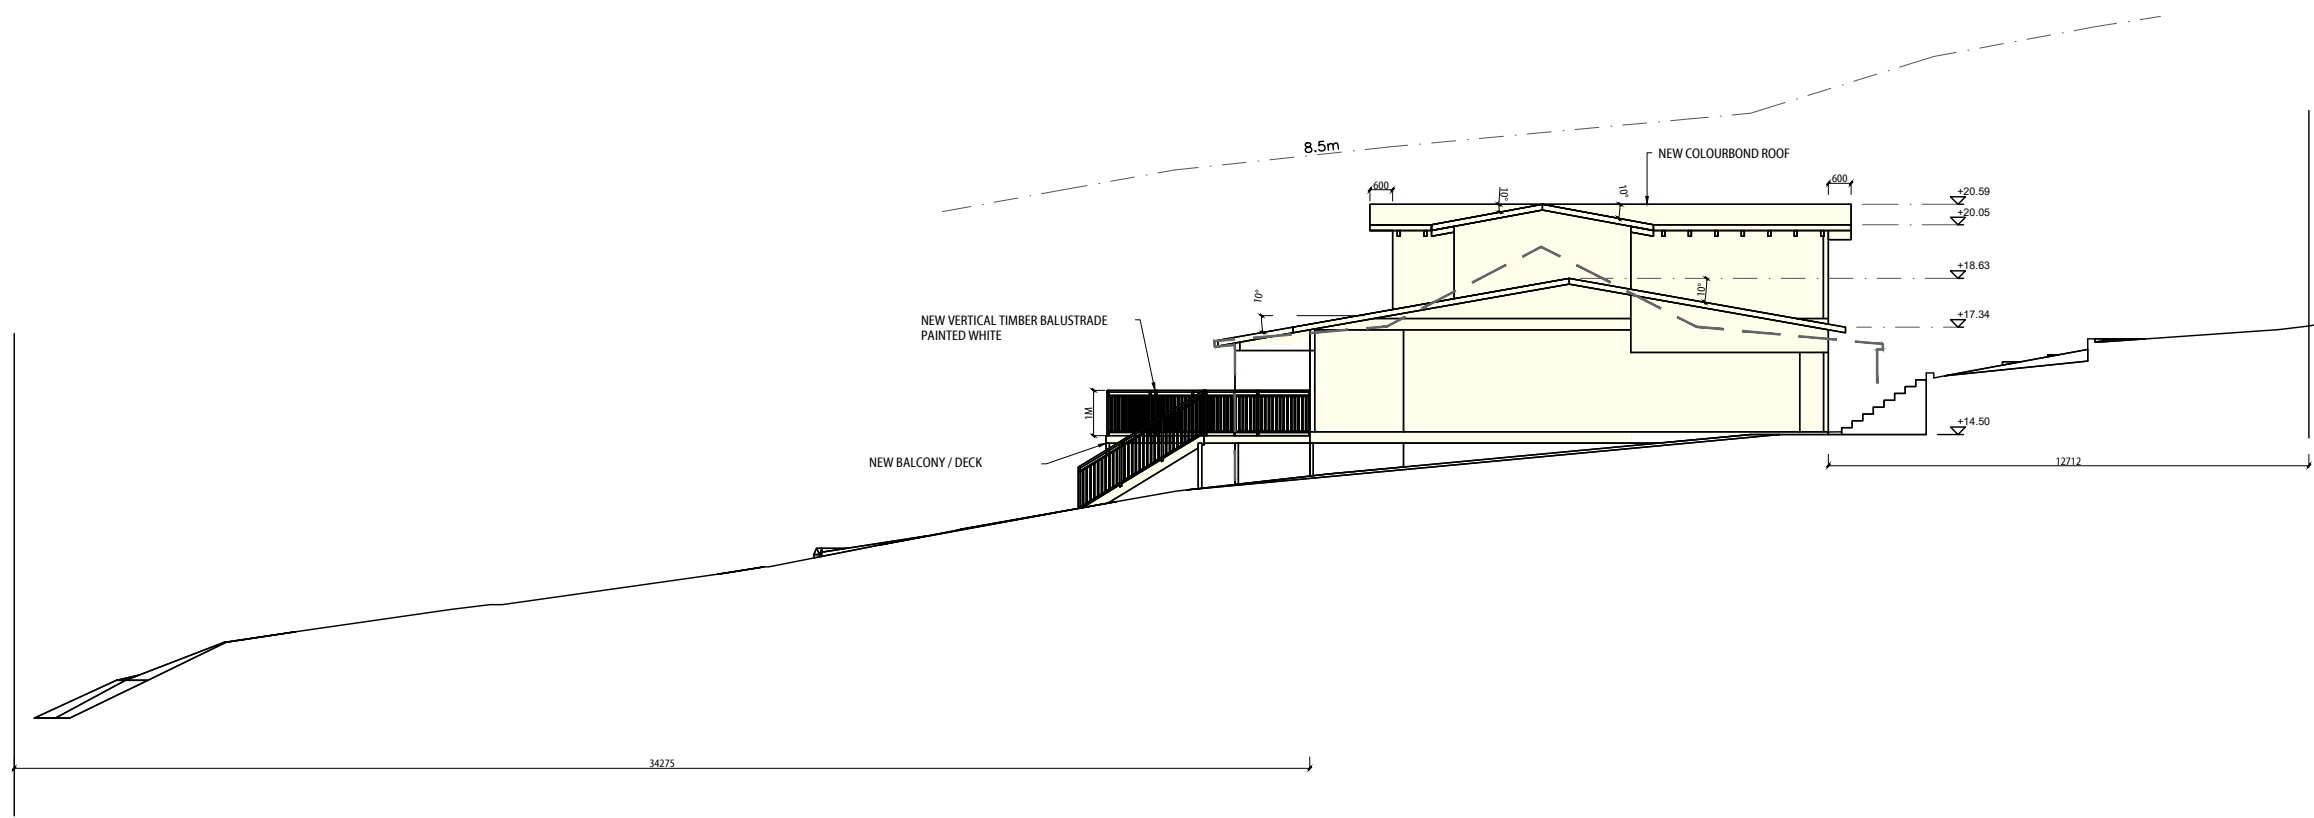 8.5m
NEW COLOURBOND ROOF
600
10°
10°
600
+20.59
+20.05
+18.63
10°
10°
+17.34
NEW VERTICAL TIMBER BALUSTRADE
PAINTED WHITE
1M
+14.50
NEW BALCONY / DECK
12712
34275